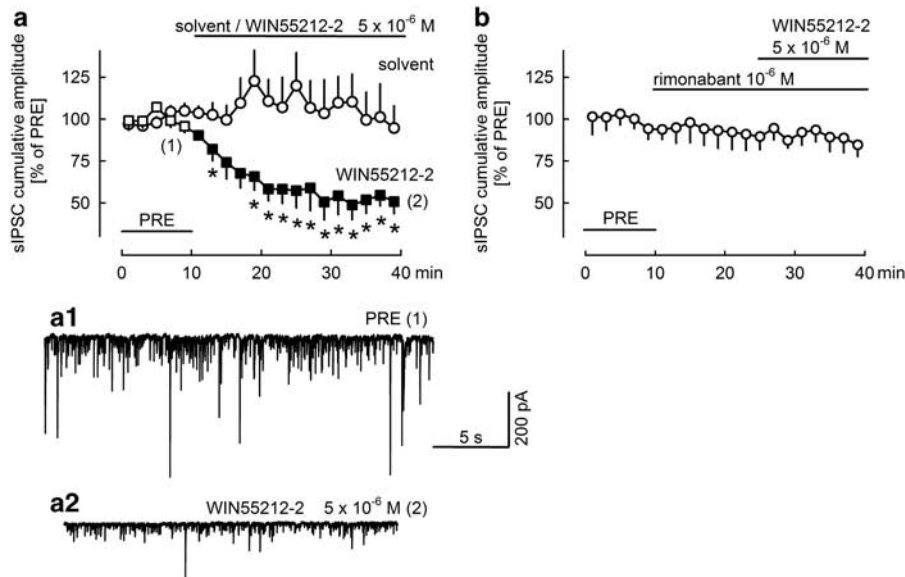 a
solvent / WIN55212-2 5 x 10⁻⁶ M
solvent
sIPSC cumulative amplitude
[% of PRE]
125
100
75
50
(1)
WIN55212-2
(2)
* * * * * * * * * *
PRE
0 10 20 30 40 min
b
WIN55212-2
5 x 10⁻⁶ M
rimonabant 10⁻⁶ M
sIPSC cumulative amplitude
[% of PRE]
125
100
75
50
PRE
0 10 20 30 40 min
a1
PRE (1)
5 s
200 pA
a2
WIN55212-2 5 x 10⁻⁶ M (2)